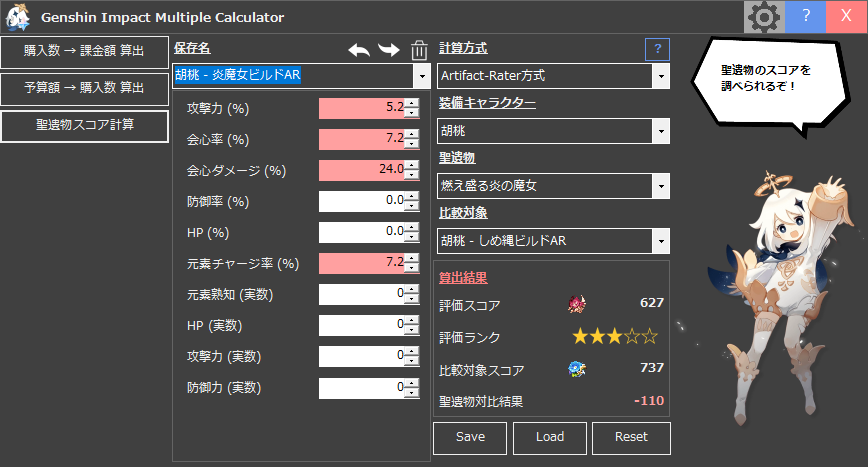 Genshin Impact Multiple Calculator
?
X
購入数 → 課金額 算出
予算額 → 購入数 算出
聖遺物スコア計算
保存名
胡桃 - 炎魔女ビルドAR
攻撃力 (%) 5.2
会心率 (%) 7.2
会心ダメージ (%) 24.0
防御率 (%) 0.0
HP (%) 0.0
元素チャージ率 (%) 7.2
元素熟知 (実数) 0
HP (実数) 0
攻撃力 (実数) 0
防御力 (実数) 0
計算方式
?
Artifact-Rater方式
装備キャラクター
胡桃
聖遺物
燃え盛る炎の魔女
比較対象
胡桃 - しめ縄ビルドAR
算出結果
評価スコア 627
評価ランク ★★★☆☆
比較対象スコア 737
聖遺物対比結果 -110
Save
Load
Reset
聖遺物のスコアを
調べられるぞ！